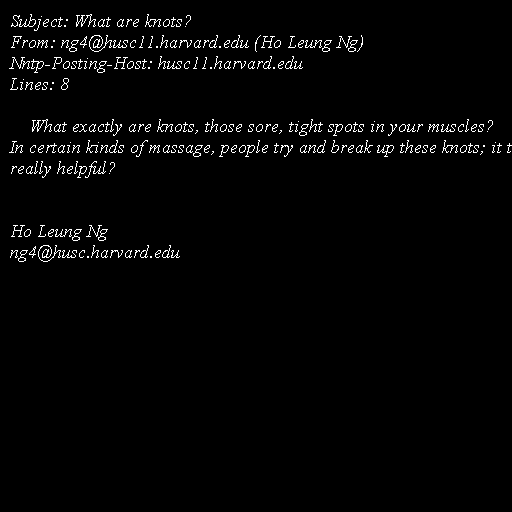 Subject: What are knots?
From: ng4@husc11.harvard.edu (Ho Leung Ng)
Nntp-Posting-Host: husc11.harvard.edu
Lines: 8
What exactly are knots, those sore, tight spots in your muscles?
In certain kinds of massage, people try and break up these knots; it t
really helpful?
Ho Leung Ng
ng4@husc.harvard.edu